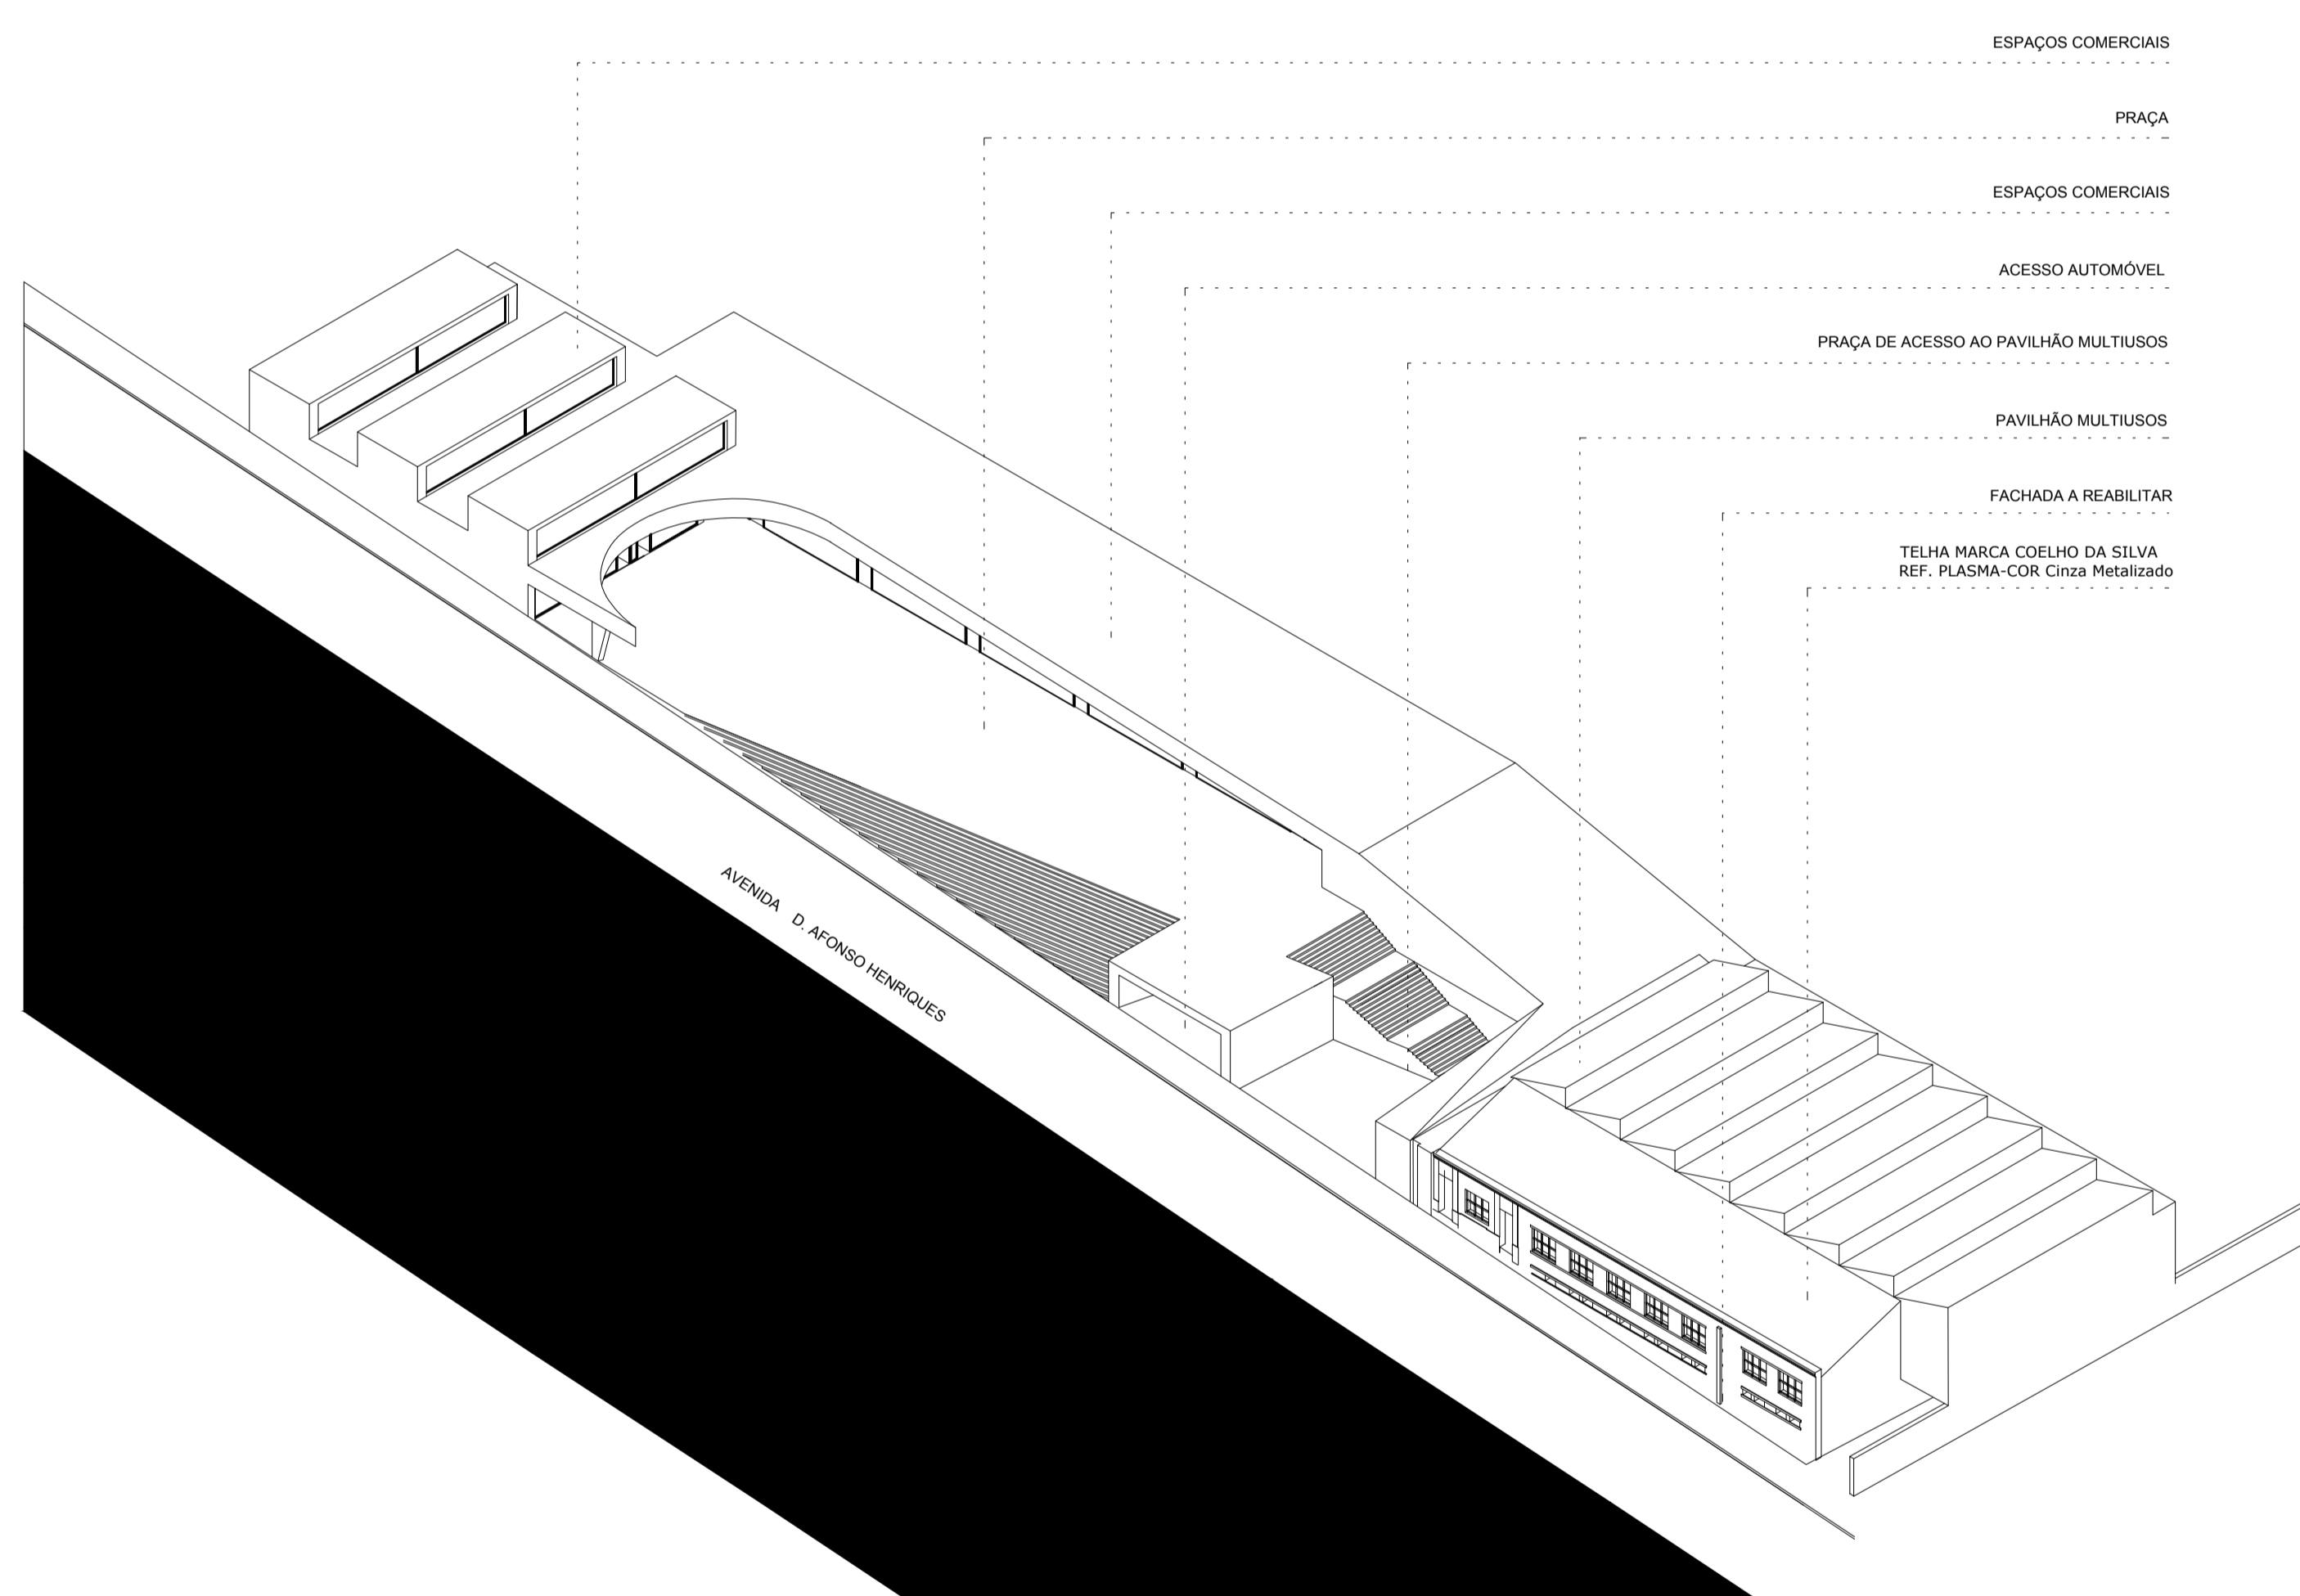 ESPAÇOS COMERCIAIS
PRAÇA
ESPAÇOS COMERCIAIS
ACESSO AUTOMÓVEL
PRAÇA DE ACESSO AO PAVILHÃO MULTIUSOS
PAVILHÃO MULTIUSOS
FACHADA A REABILITAR
TELHA MARCA COELHO DA SILVA
REF. PLASMA-COR Cinza Metalizado
AVENIDA D. AFONSO HENRIQUES